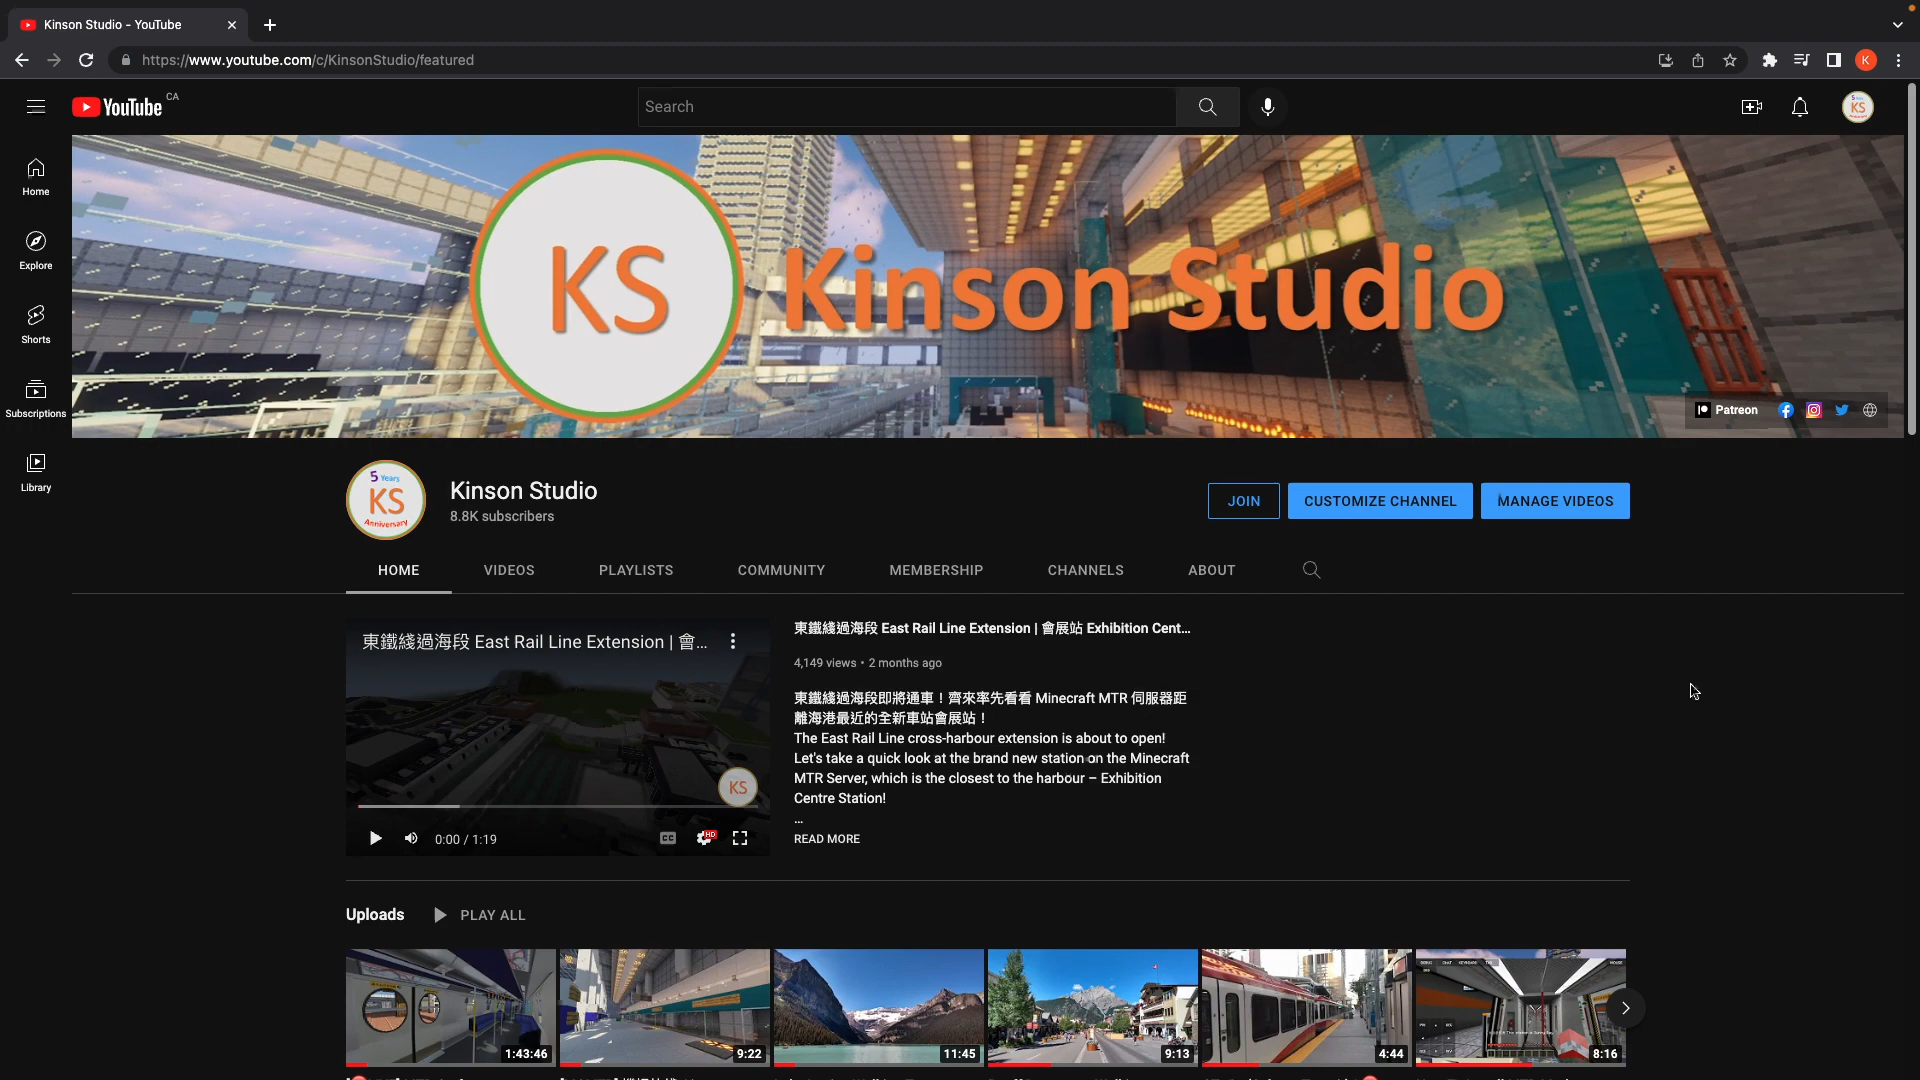 Kinson Studio - YouTube
https://www.youtube.com/c/KinsonStudio/featured
K
YouTube CA
Search
KS
Home
Explore
Shorts
Subscriptions
Library
KS Kinson Studio
Patreon
5 Years
KS
Anniversary
Kinson Studio
8.8K subscribers
JOIN
CUSTOMIZE CHANNEL
MANAGE VIDEOS
HOME VIDEOS PLAYLISTS COMMUNITY MEMBERSHIP CHANNELS ABOUT
東鐵綫過海段 East Rail Line Extension | 會...
KS
0:00 / 1:19
CC
HD
東鐵綫過海段 East Rail Line Extension | 會展站 Exhibition Cent...
4,149 views • 2 months ago
東鐵綫過海段即將通車！齊來率先看看 Minecraft MTR 伺服器距
離海港最近的全新車站會展站！
The East Rail Line cross-harbour extension is about to open!
Let's take a quick look at the brand new station on the Minecraft
MTR Server, which is the closest to the harbour – Exhibition
Centre Station!
...
READ MORE
Uploads
PLAY ALL
1:43:46
9:22
11:45
9:13
4:44
8:16